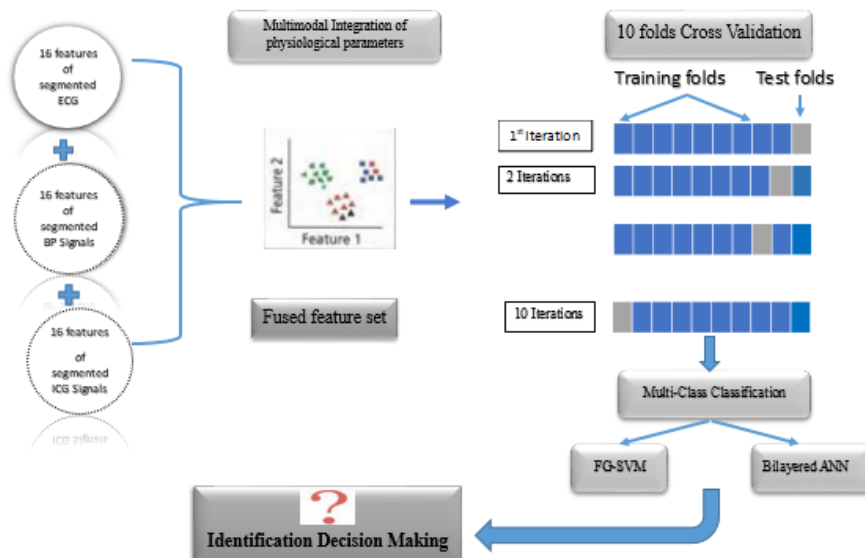 16 features
of
segmented
ECG
16 features
of
segmented
BP Signals
16 features
of
segmented
ICG Signals
Multimodal Integration of
physiological parameters
Feature 2
Feature 1
Fused feature set
10 folds Cross Validation
Training folds
Test folds
1st Iteration
2 Iterations
10 Iterations
Multi-Class Classification
FG-SVM
Bilayered ANN
?
Identification Decision Making